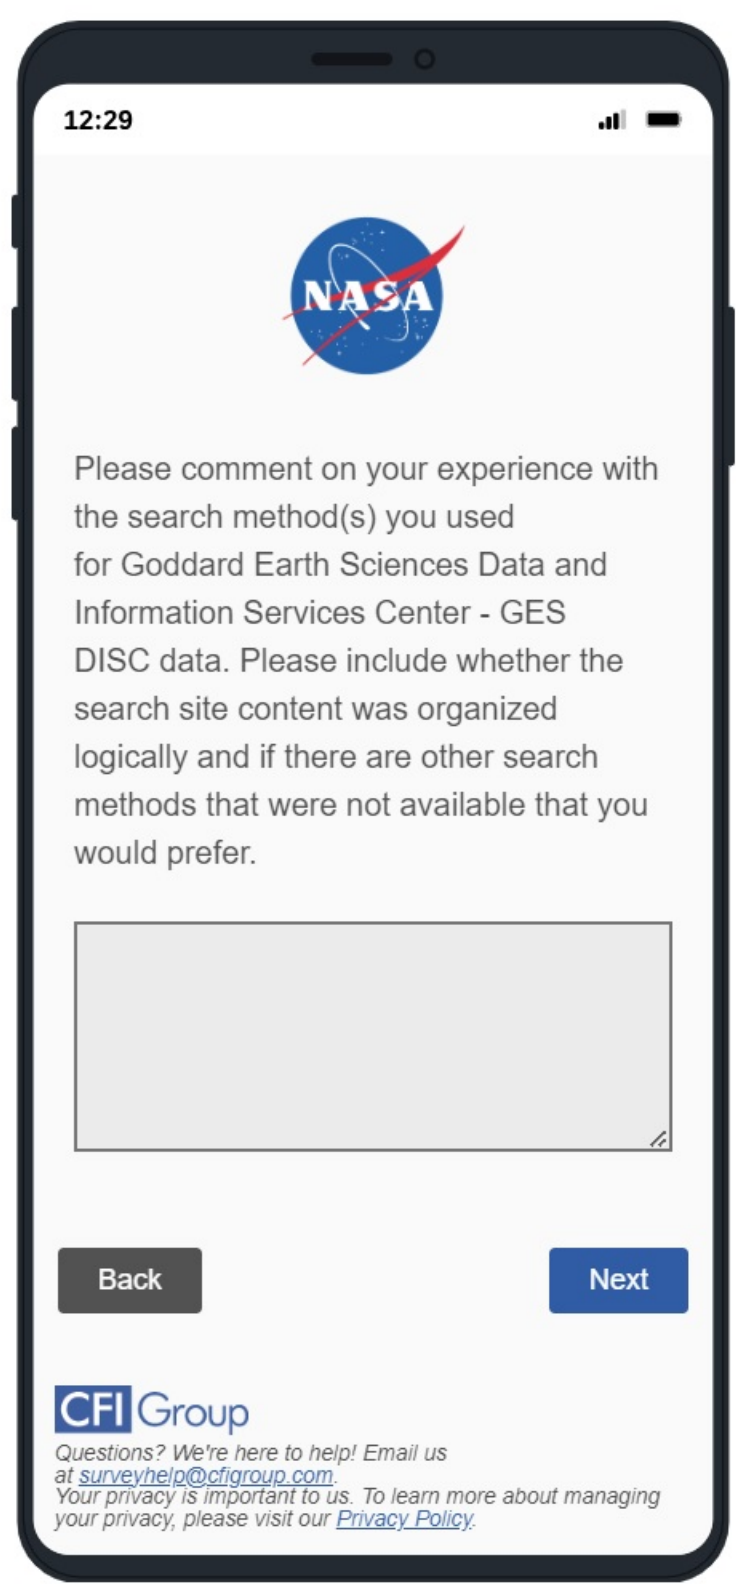 12:29
NASA
Please comment on your experience with
the search method(s) you used
for Goddard Earth Sciences Data and
Information Services Center - GES
DISC data. Please include whether the
search site content was organized
logically and if there are other search
methods that were not available that you
would prefer.
Back
Next
CFI Group
Questions? We're here to help! Email us
at surveyhelp@cfigroup.com.
Your privacy is important to us. To learn more about managing
your privacy, please visit our Privacy Policy.